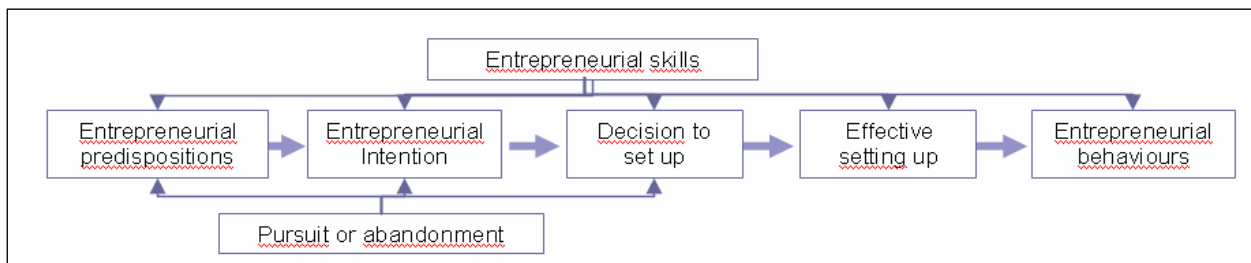 Entrepreneurial skills
Entrepreneurial
predispositions
Entrepreneurial
Intention
Decision to
set up
Effective
setting up
Entrepreneurial
behaviours
Pursuit or abandonment